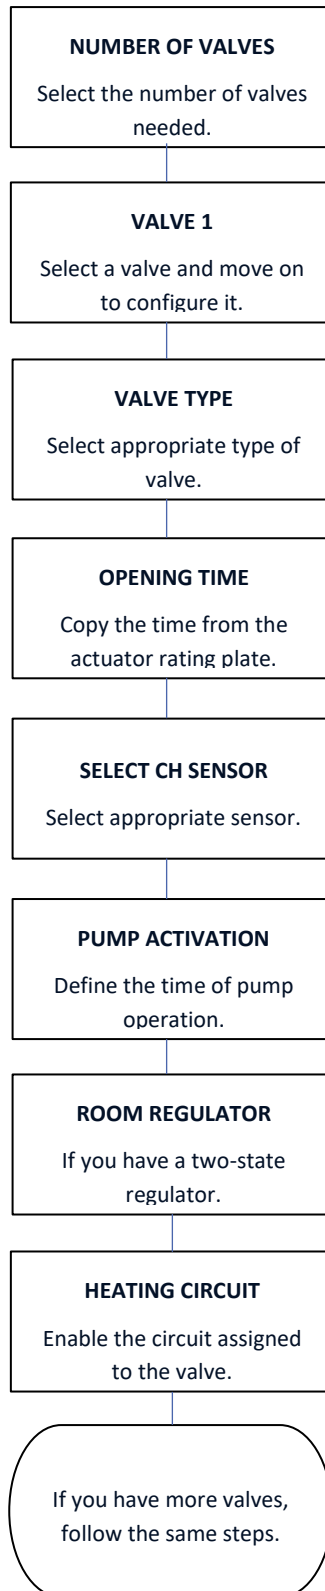 NUMBER OF VALVES
Select the number of valves
needed.
VALVE 1
Select a valve and move on
to configure it.
VALVE TYPE
Select appropriate type of
valve.
OPENING TIME
Copy the time from the
actuator rating plate.
SELECT CH SENSOR
Select appropriate sensor.
PUMP ACTIVATION
Define the time of pump
operation.
ROOM REGULATOR
If you have a two-state
regulator.
HEATING CIRCUIT
Enable the circuit assigned
to the valve.
If you have more valves,
follow the same steps.